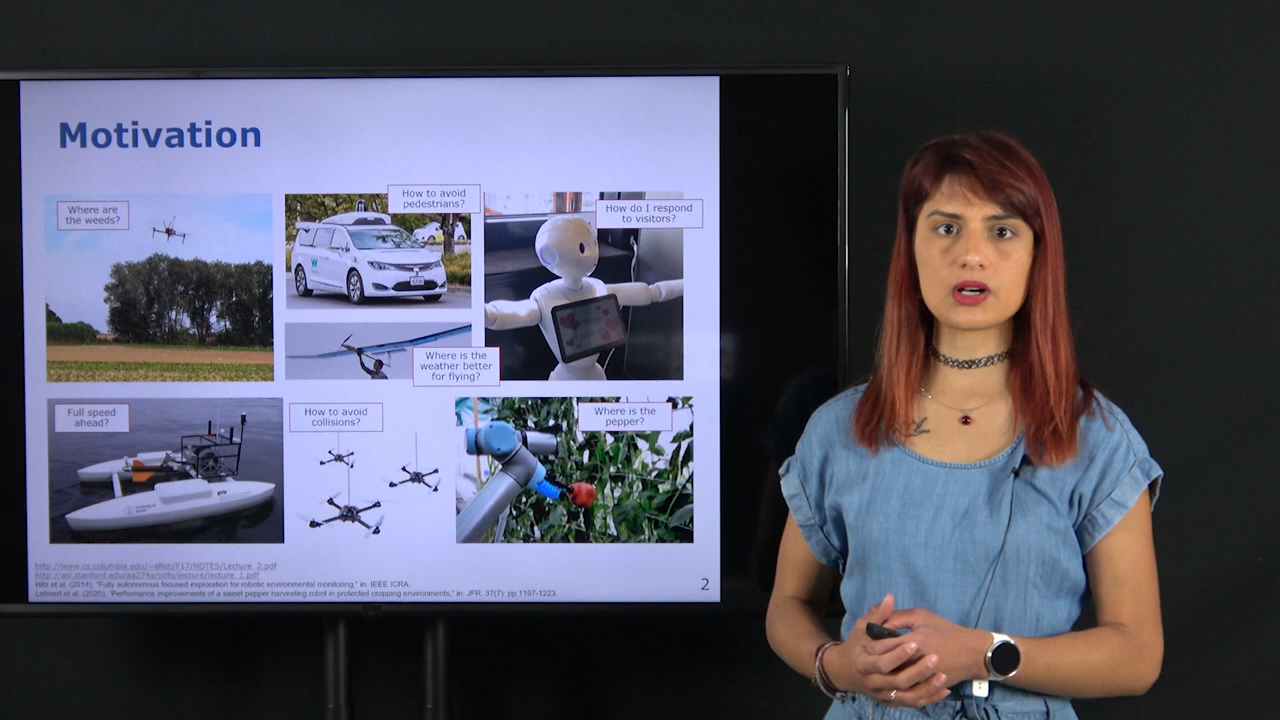 Motivation
Where are
the weeds?
How to avoid
pedestrians?
How do I respond
to visitors?
Where is the
weather better
for flying?
Full speed
ahead?
How to avoid
collisions?
Where is the
pepper?
http://www.cs.columbia.edu/~allen/F17/NOTES/Lecture_2.pdf
http://asl.stanford.edu/aa274a/pdfs/lecture/lecture_1.pdf
Hitz et al. (2014), "Fully autonomous focused exploration for robotic environmental monitoring," in: IEEE ICRA.
Lehnert et al. (2020), "Performance improvements of a sweet pepper harvesting robot in protected cropping environments," in: JFR. 37(7): pp.1197-1223.
2